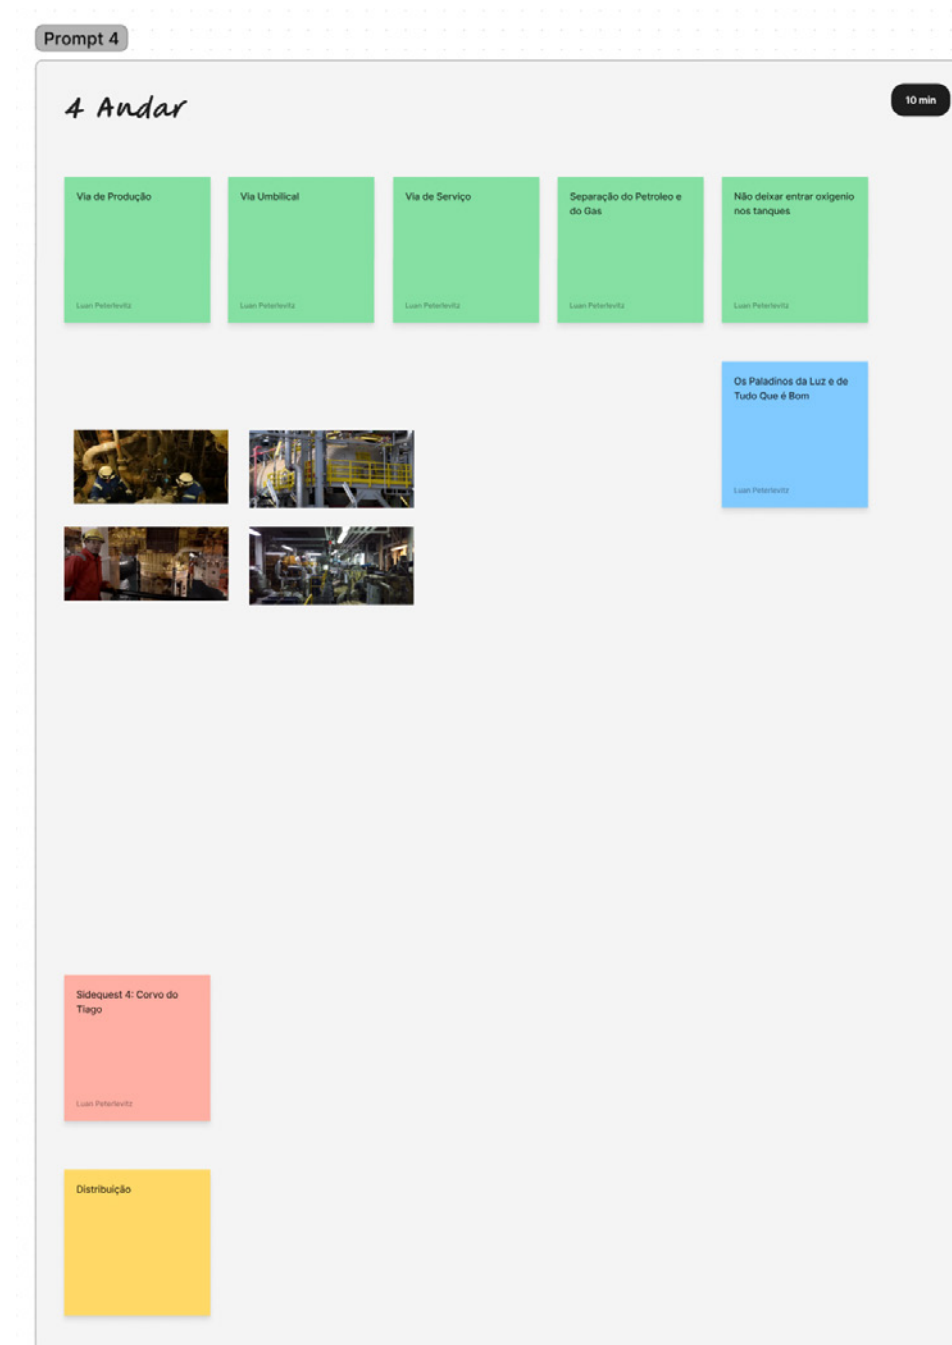 Prompt 4
4 Andar
10 min
Via de Produção
Luan Peterlevitz
Via Umbilical
Luan Peterlevitz
Via de Serviço
Luan Peterlevitz
Separação do Petroleo e
do Gas
Luan Peterlevitz
Não deixar entrar oxigenio
nos tanques
Luan Peterlevitz
Os Paladinos da Luz e de
Tudo Que é Bom
Luan Peterlevitz
Sidequest 4: Corvo do
Tiago
Luan Peterlevitz
Distribuição